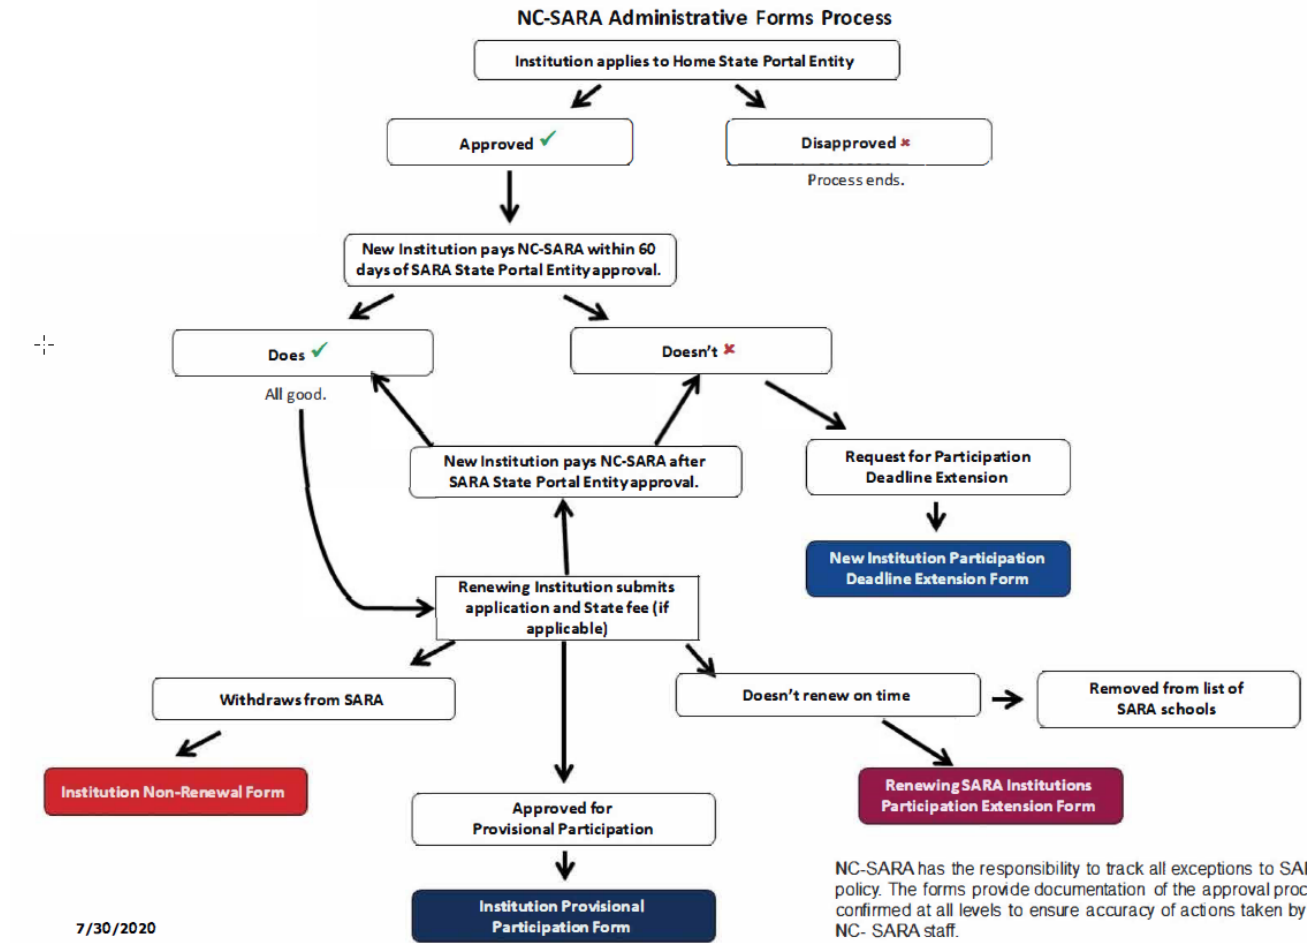 NC-SARA Administrative Forms Process
Institution applies to Home State Portal Entity
Approved ✓
Disapproved ✘
Process ends.
New Institution pays NC-SARA within 60
days of SARA State Portal Entity approval.
Does ✓
Doesn't ✘
All good.
New Institution pays NC-SARA after
SARA State Portal Entity approval.
Request for Participation
Deadline Extension
New Institution Participation
Deadline Extension Form
Renewing Institution submits
application and State fee (if
applicable)
Withdraws from SARA
Doesn't renew on time
Removed from list of
SARA schools
Institution Non-Renewal Form
Renewing SARA Institutions
Participation Extension Form
Approved for
Provisional Participation
Institution Provisional
Participation Form
NC-SARA has the responsibility to track all exceptions to
policy. The forms provide documentation of the approval
confirmed at all levels to ensure accuracy of actions taken by
NC- SARA staff.
7/30/2020